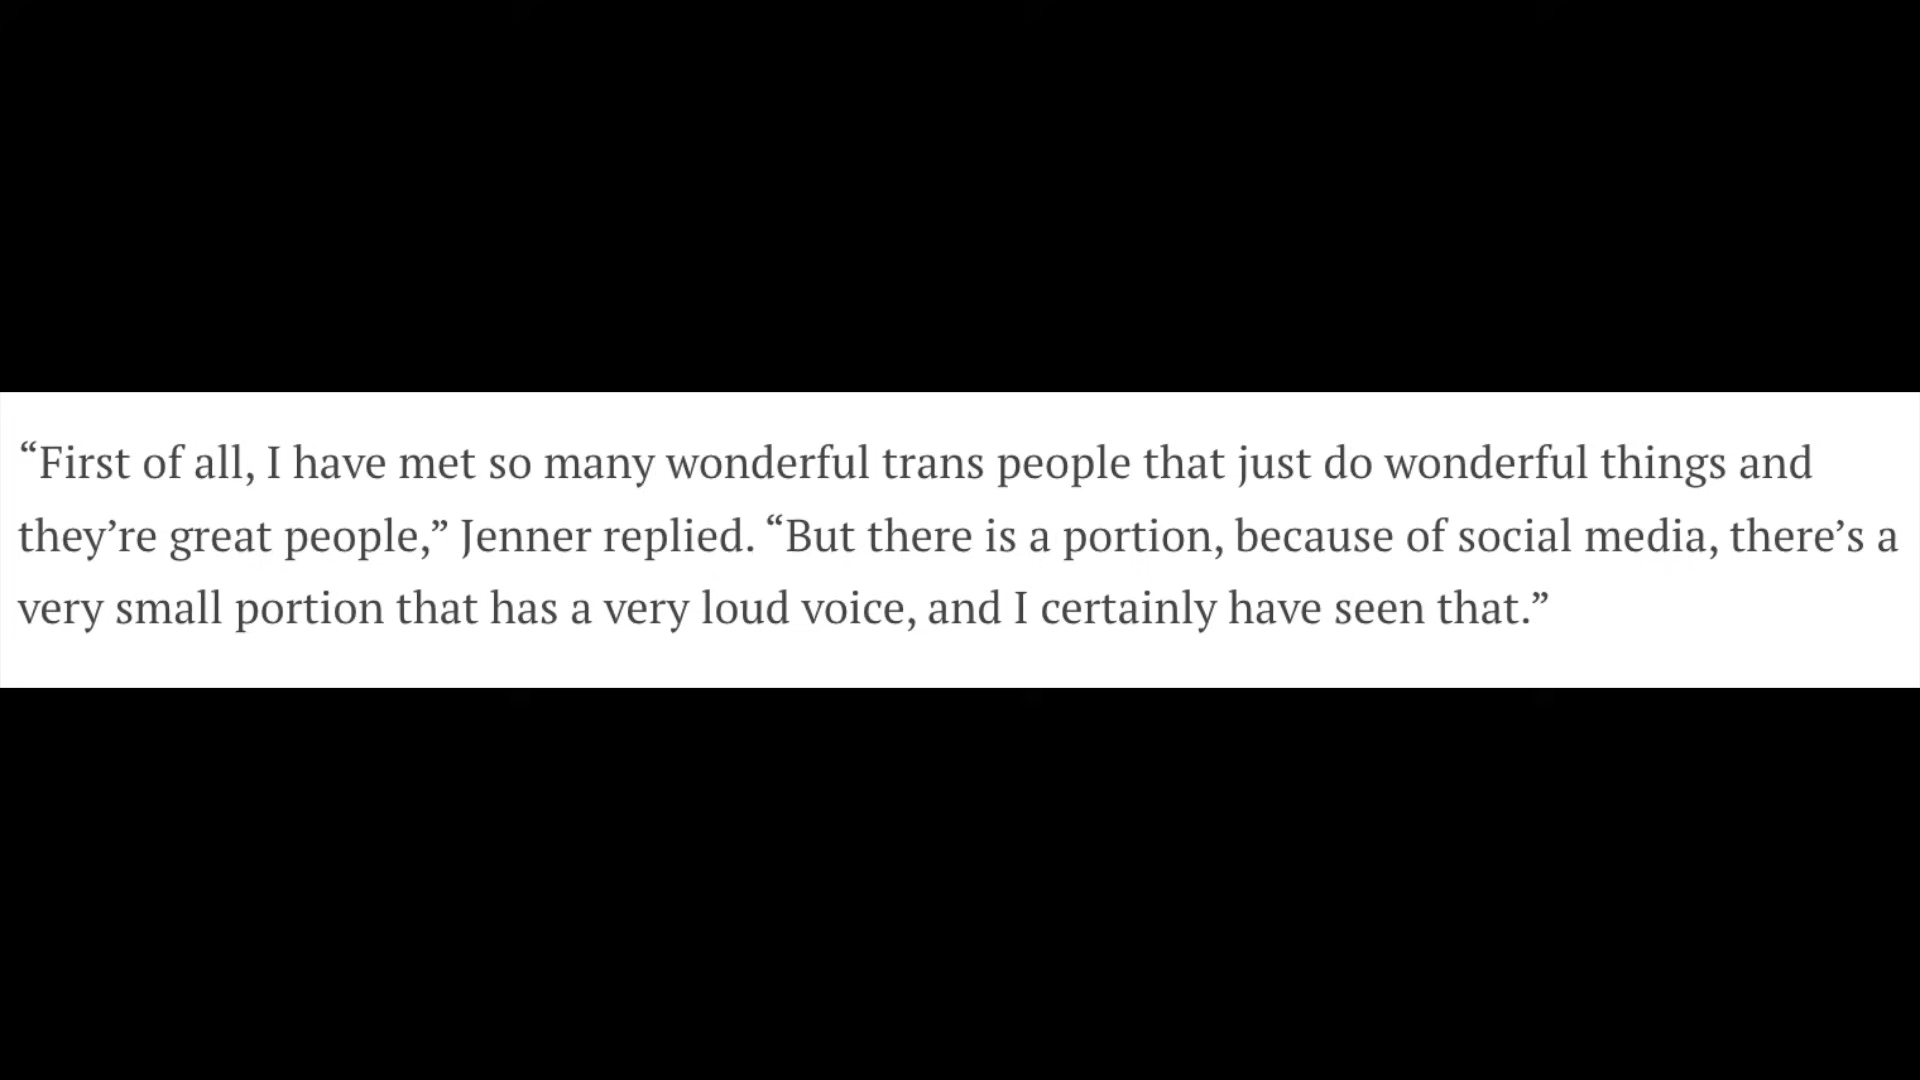 “First of all, I have met so many wonderful trans people that just do wonderful things and
they’re great people,” Jenner replied. “But there is a portion, because of social media, there’s a
very small portion that has a very loud voice, and I certainly have seen that.”